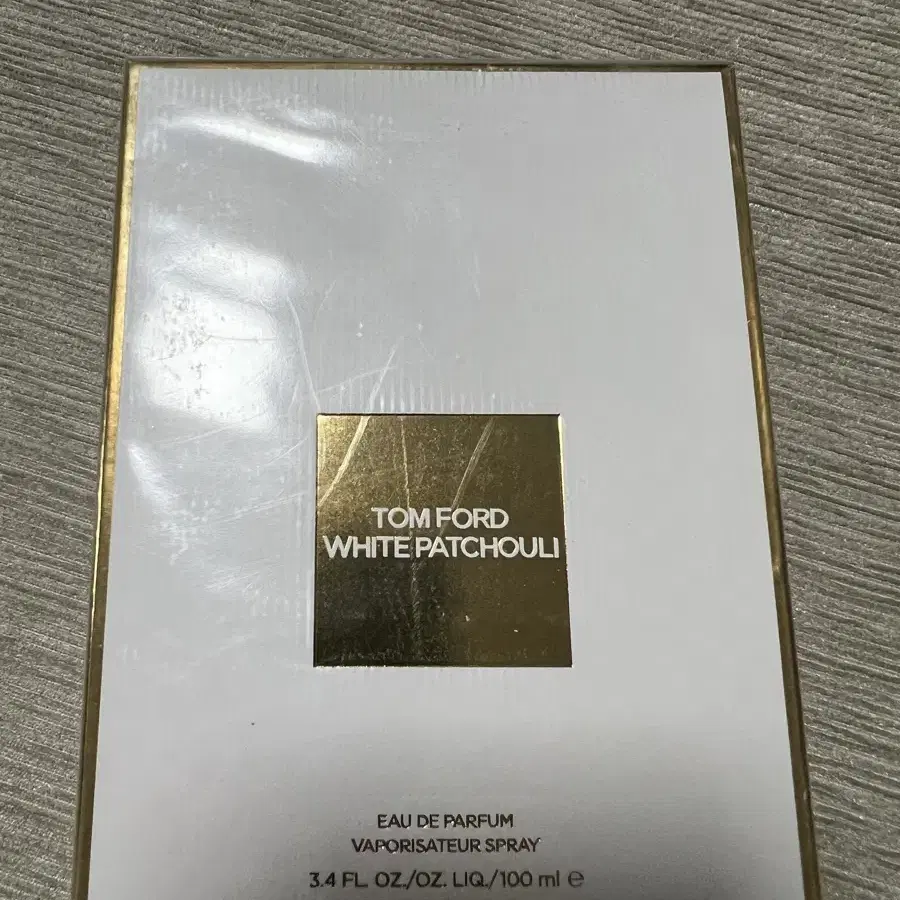 TOM FORD
WHITE PATCHOULI
EAU DE PARFUM
VAPORISATEUR SPRAY
3.4 FL. OZ./OZ. LIQ./100 ml ℮